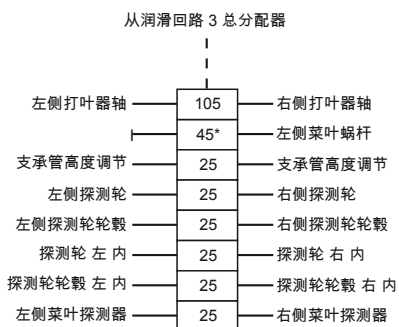 从润滑回路 3 总分配器
左侧打叶器轴 105 右侧打叶器轴
45* 左侧菜叶蜗杆
支承管高度调节 25 支承管高度调节
左侧探测轮 25 右侧探测轮
左侧探测轮轮毂 25 右侧探测轮轮毂
探测轮 左 内 25 探测轮 右 内
探测轮轮毂 左 内 25 探测轮轮毂 右 内
左侧菜叶探测器 25 右侧菜叶探测器